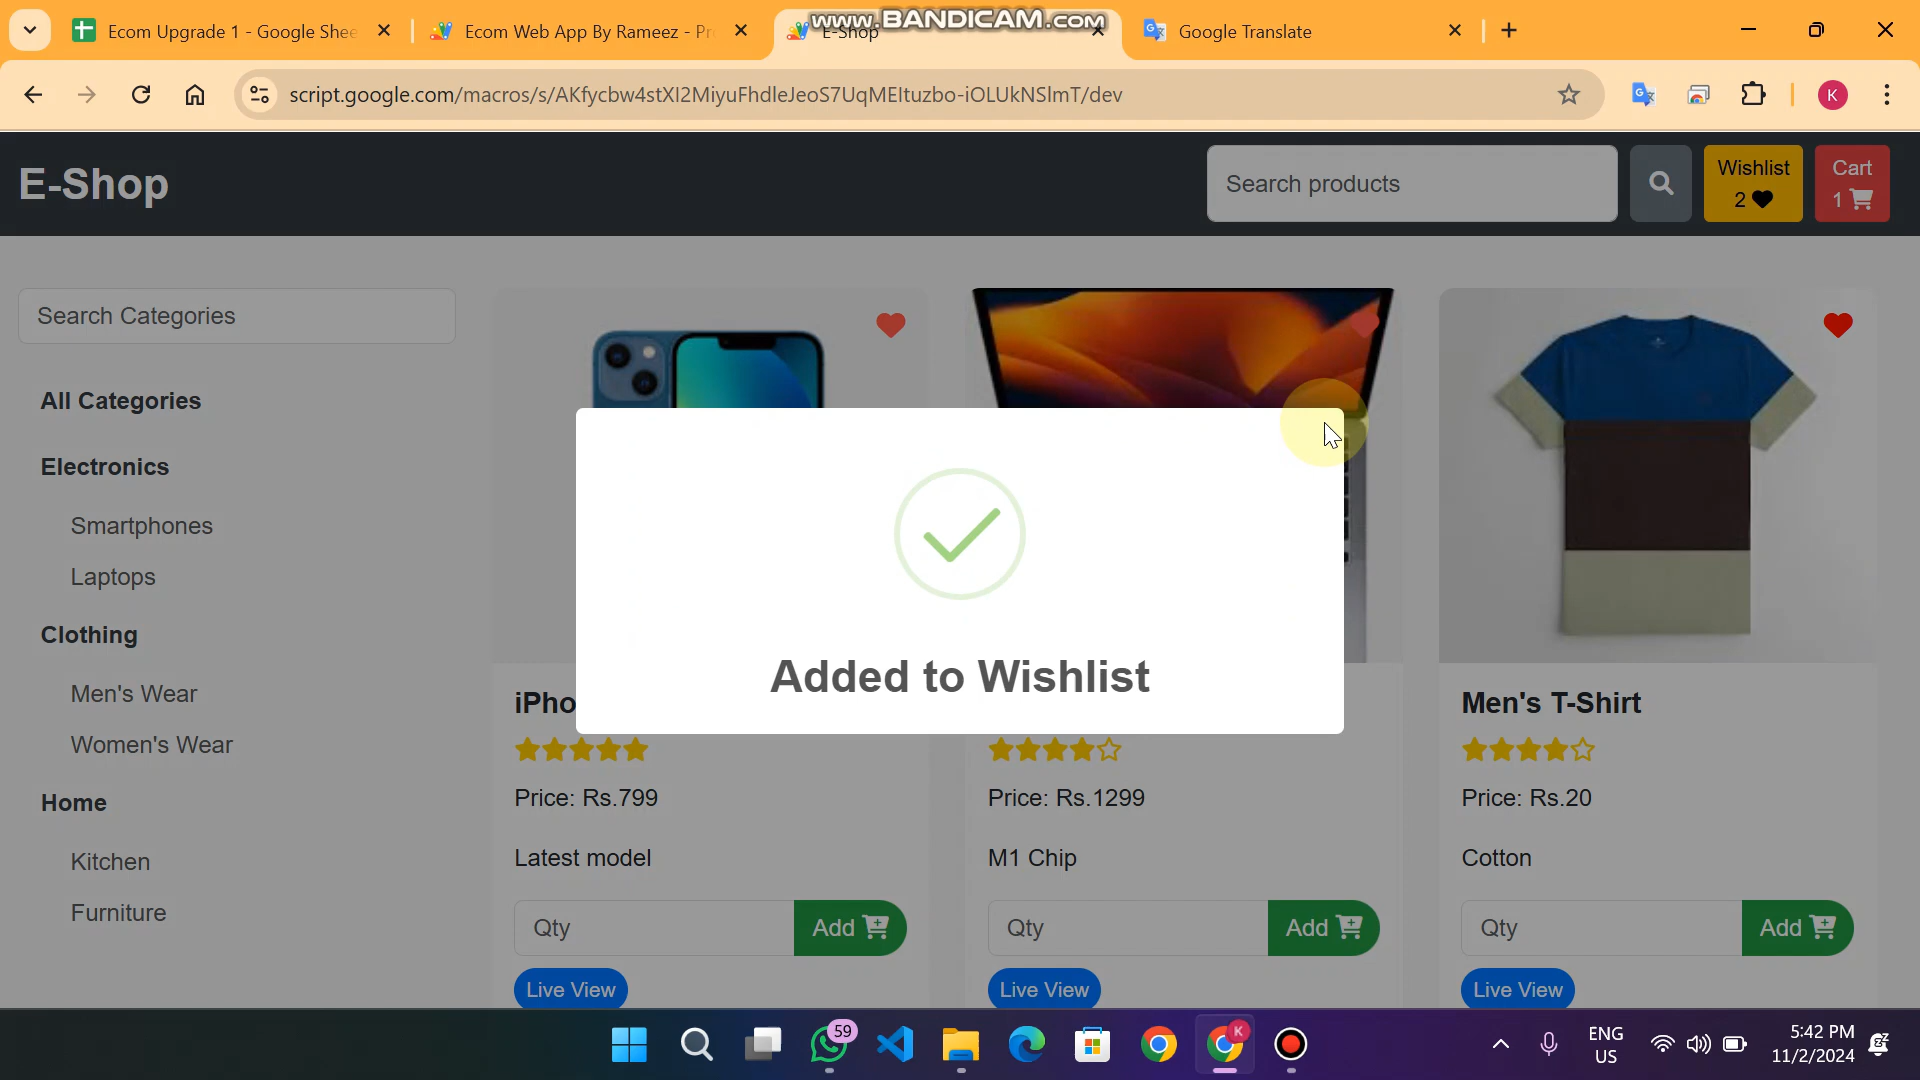 Ecom Upgrade 1 - Google Shee
Ecom Web App By Rameez - Pr
E-Shop
www.BANDICAM.com
Google Translate
script.google.com/macros/s/AKfycbw4stXI2MiyuFhdleJeoS7UqMEItuzbo-iOLUkNSlmT/dev
K
E-Shop
Search products
Wishlist
2
Cart
1
Search Categories
All Categories
Electronics
Smartphones
Laptops
Clothing
Men's Wear
Women's Wear
Home
Kitchen
Furniture
Added to Wishlist
iPho
Price: Rs.799
Latest model
Qty
Add
Live View
Price: Rs.1299
M1 Chip
Qty
Add
Live View
Men's T-Shirt
Price: Rs.20
Cotton
Qty
Add
Live View
59
K
ENG
US
5:42 PM
11/2/2024